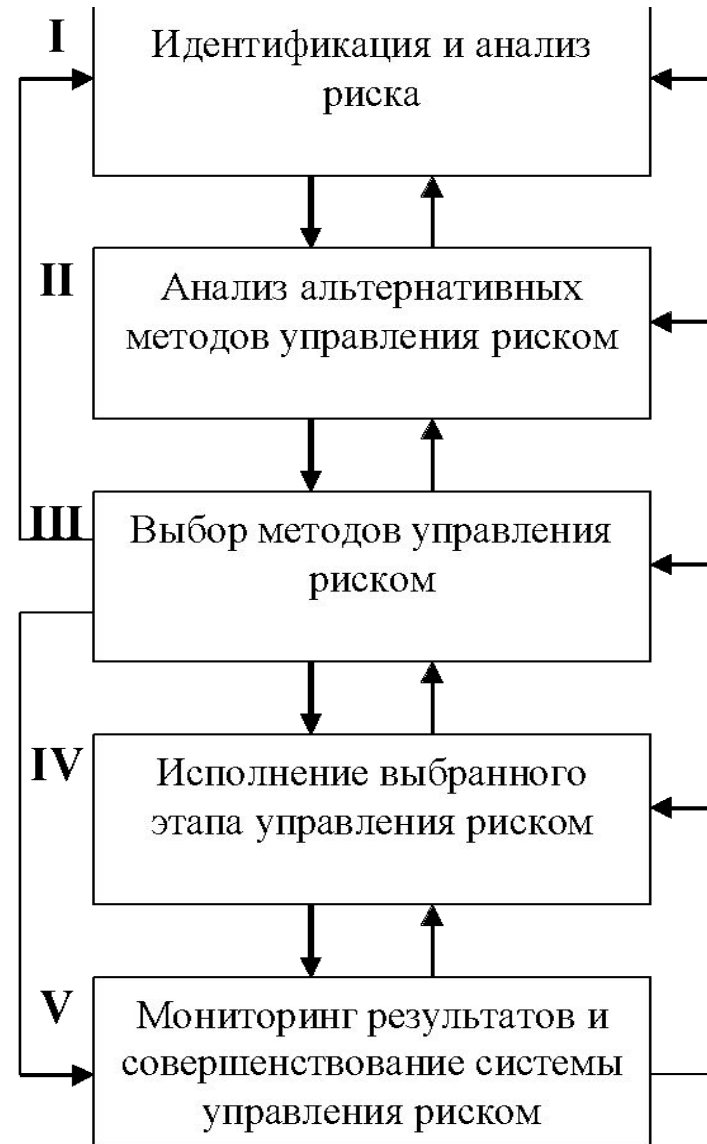 I
Идентификация и анализ
риска
II
Анализ альтернативных
методов управления риском
III
Выбор методов управления
риском
IV
Исполнение выбранного
этапа управления риском
V
Мониторинг результатов и
совершенствование системы
управления риском